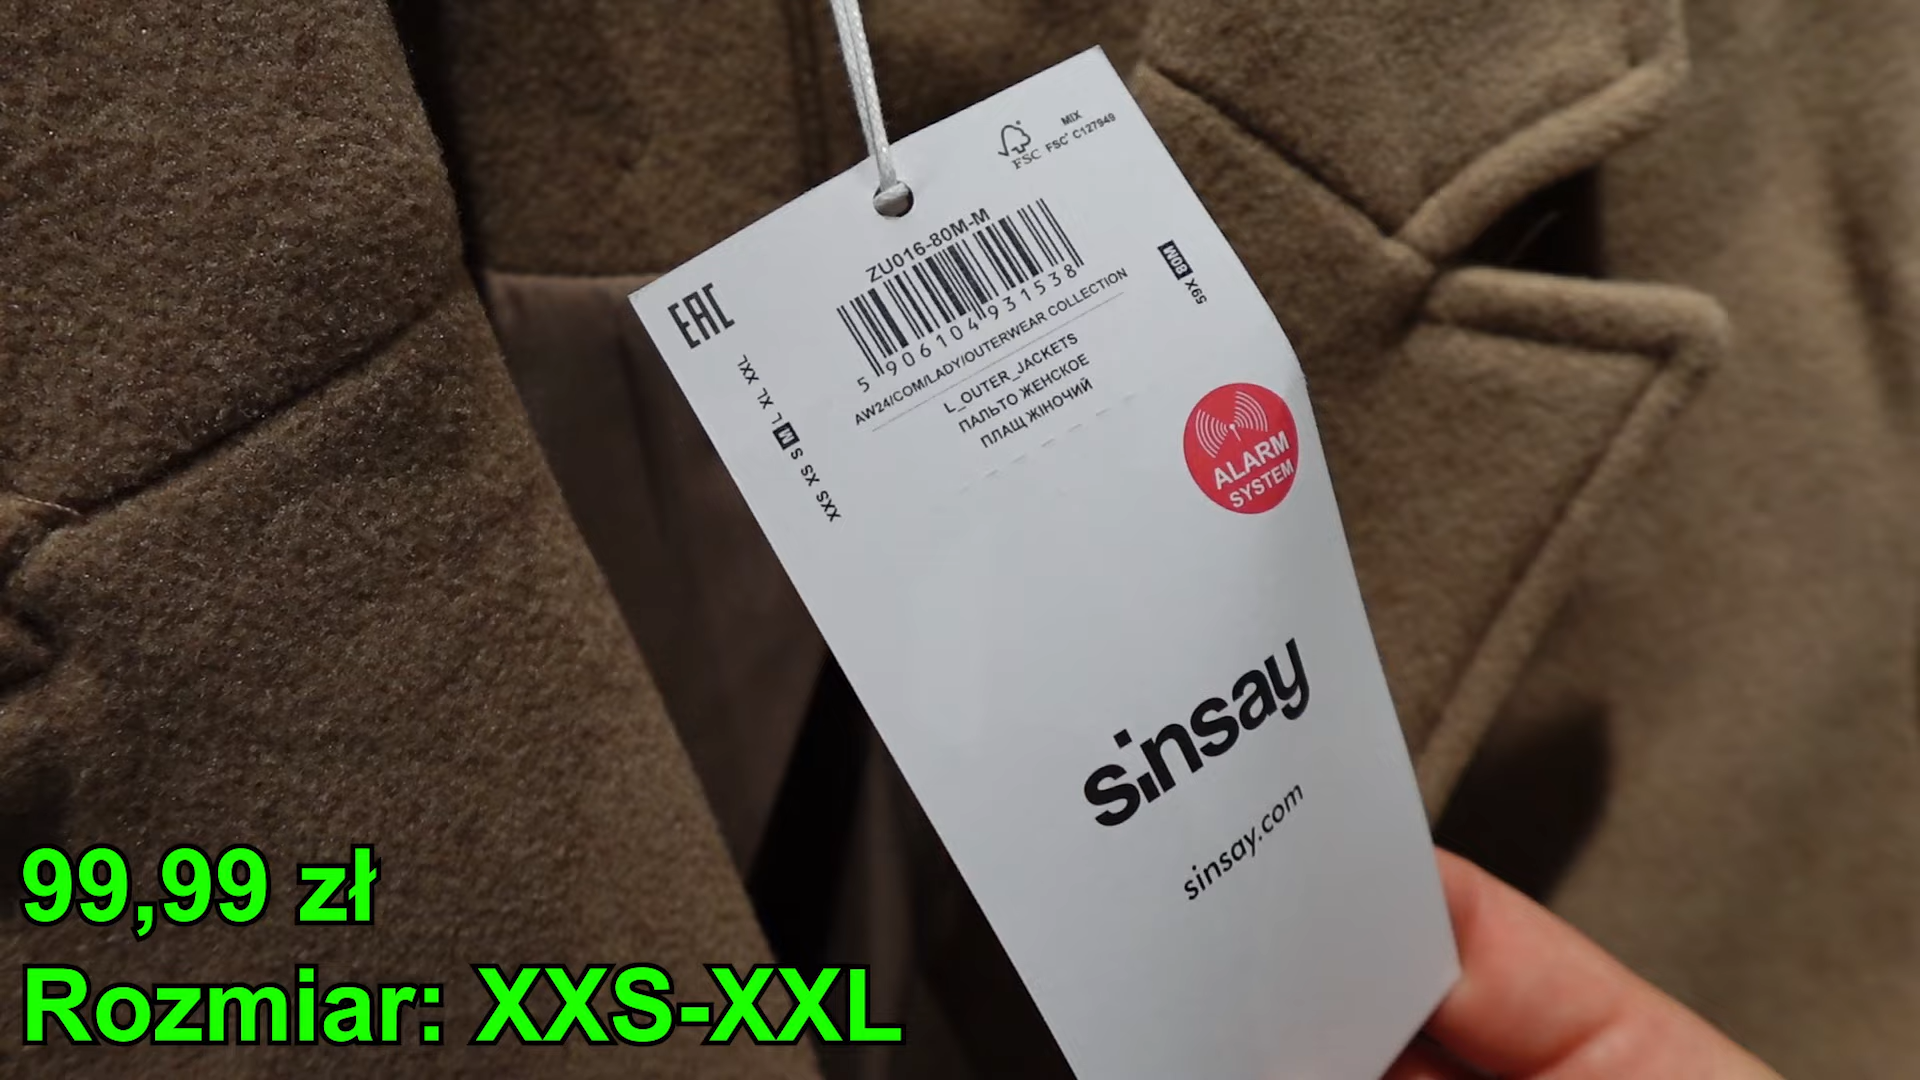 MIX
FSC FSC® C127949
ZU016-80M-M
5 906104 931538
AW24/COM/LADY/OUTERWEAR COLLECTION
L_OUTER_JACKETS
ПАЛЬТО ЖЕНСКОЕ
ПЛАЩ ЖІНОЧИЙ
EAC
XXS XS S M L XL XXL
59X 80M
ALARM
SYSTEM
sinsay
sinsay.com
99,99 zł
Rozmiar: XXS-XXL